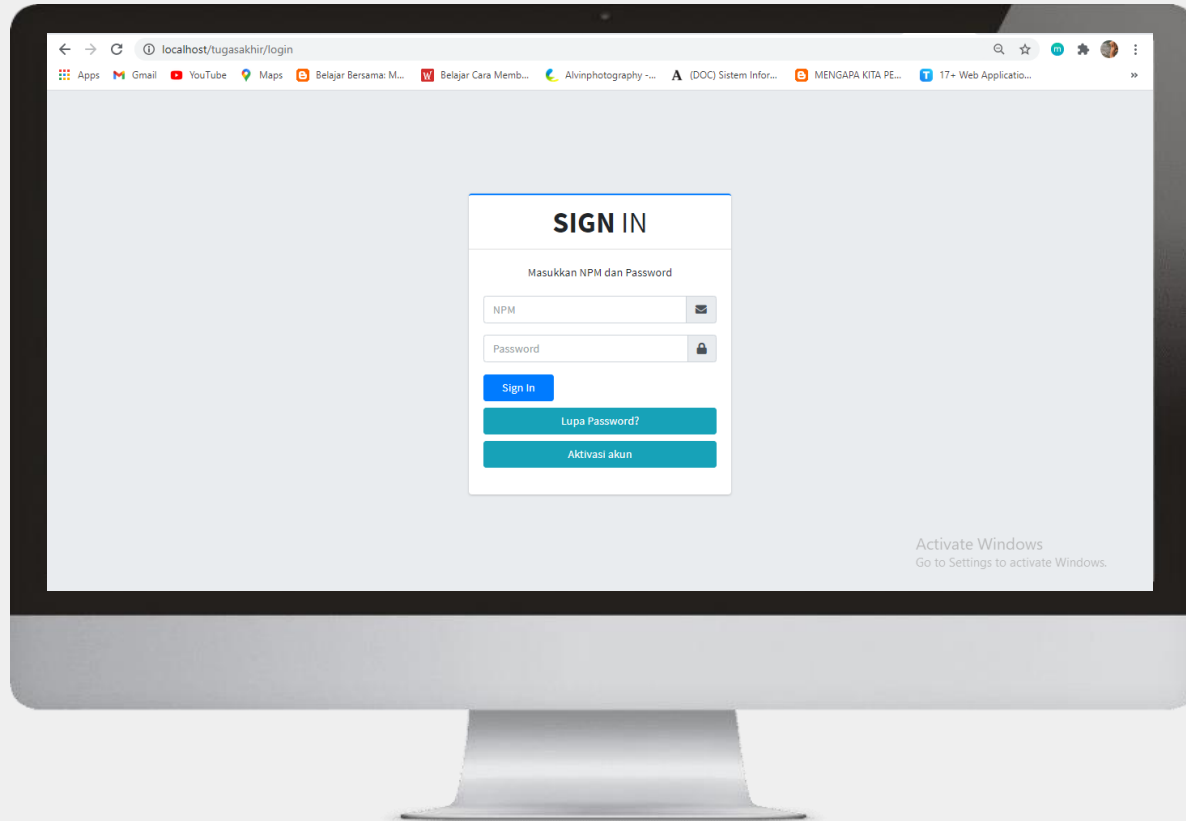 localhost/tugasakhir/login
Apps Gmail YouTube Maps Belajar Bersama: M... Belajar Cara Memb... Alvinphotography -... (DOC) Sistem Infor... MENGAPA KITA PE... 17+ Web Applicatio... »
SIGN IN
Masukkan NPM dan Password
NPM
Password
Sign In
Lupa Password?
Aktivasi akun
Activate Windows
Go to Settings to activate Windows.